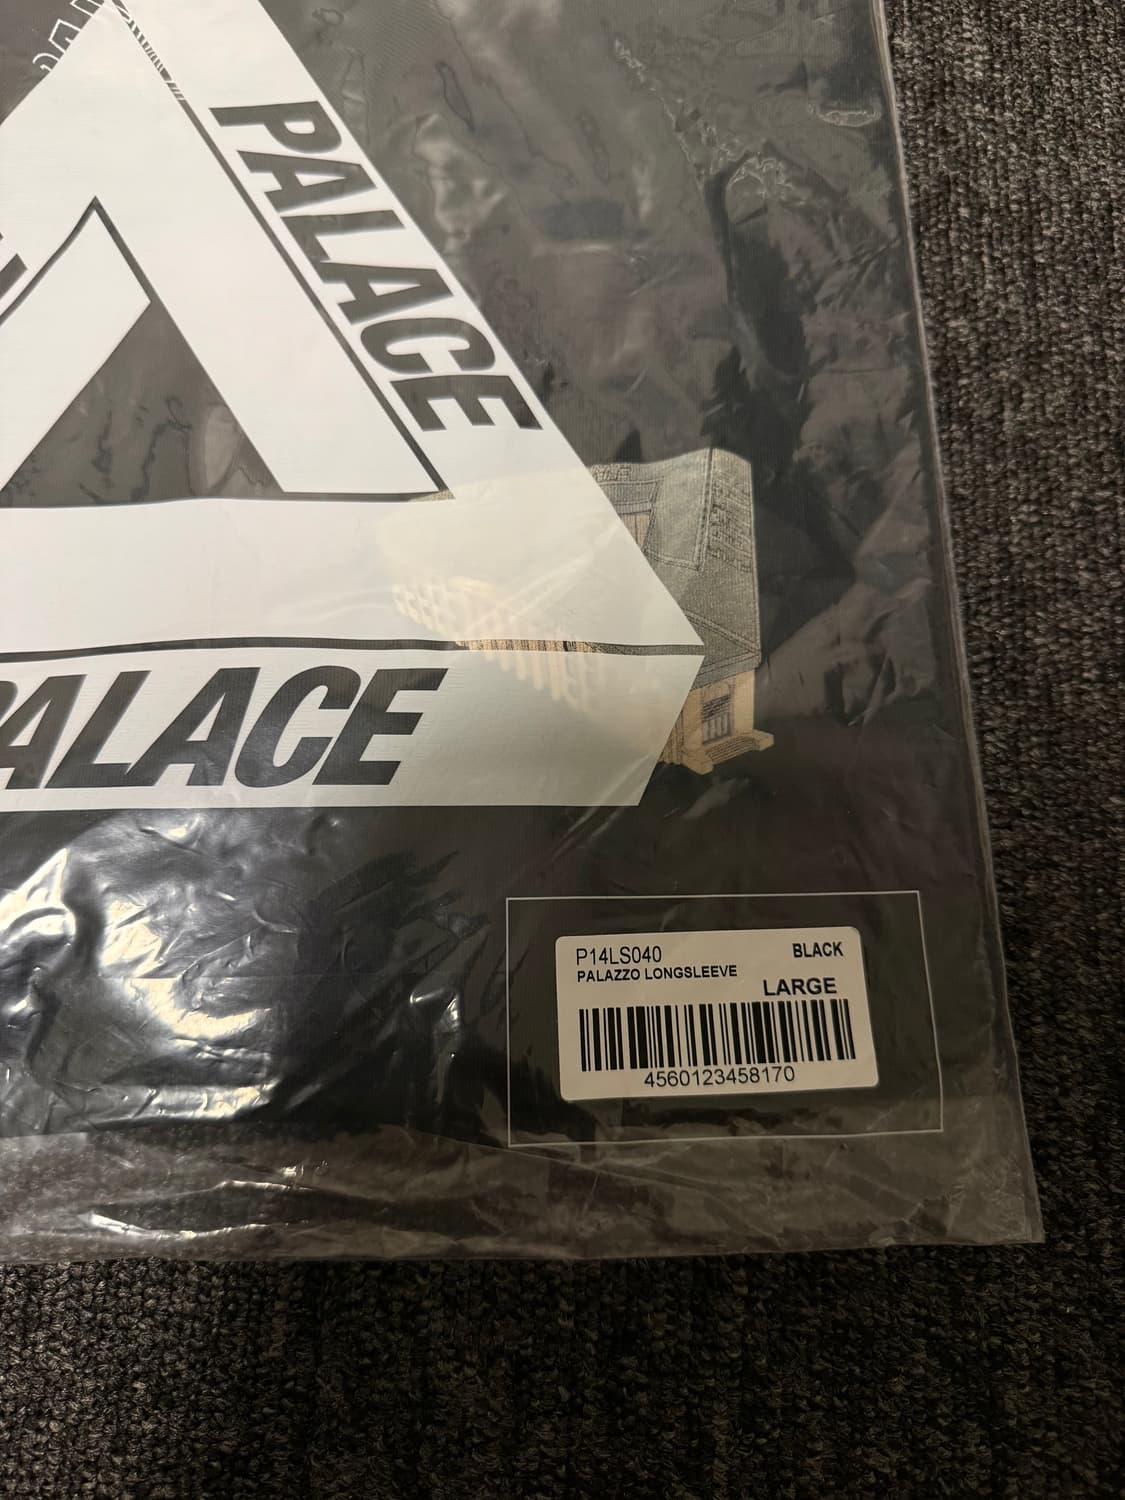 PALACE
PALACE
P14LS040 BLACK
PALAZZO LONGSLEEVE
LARGE
4560123458170